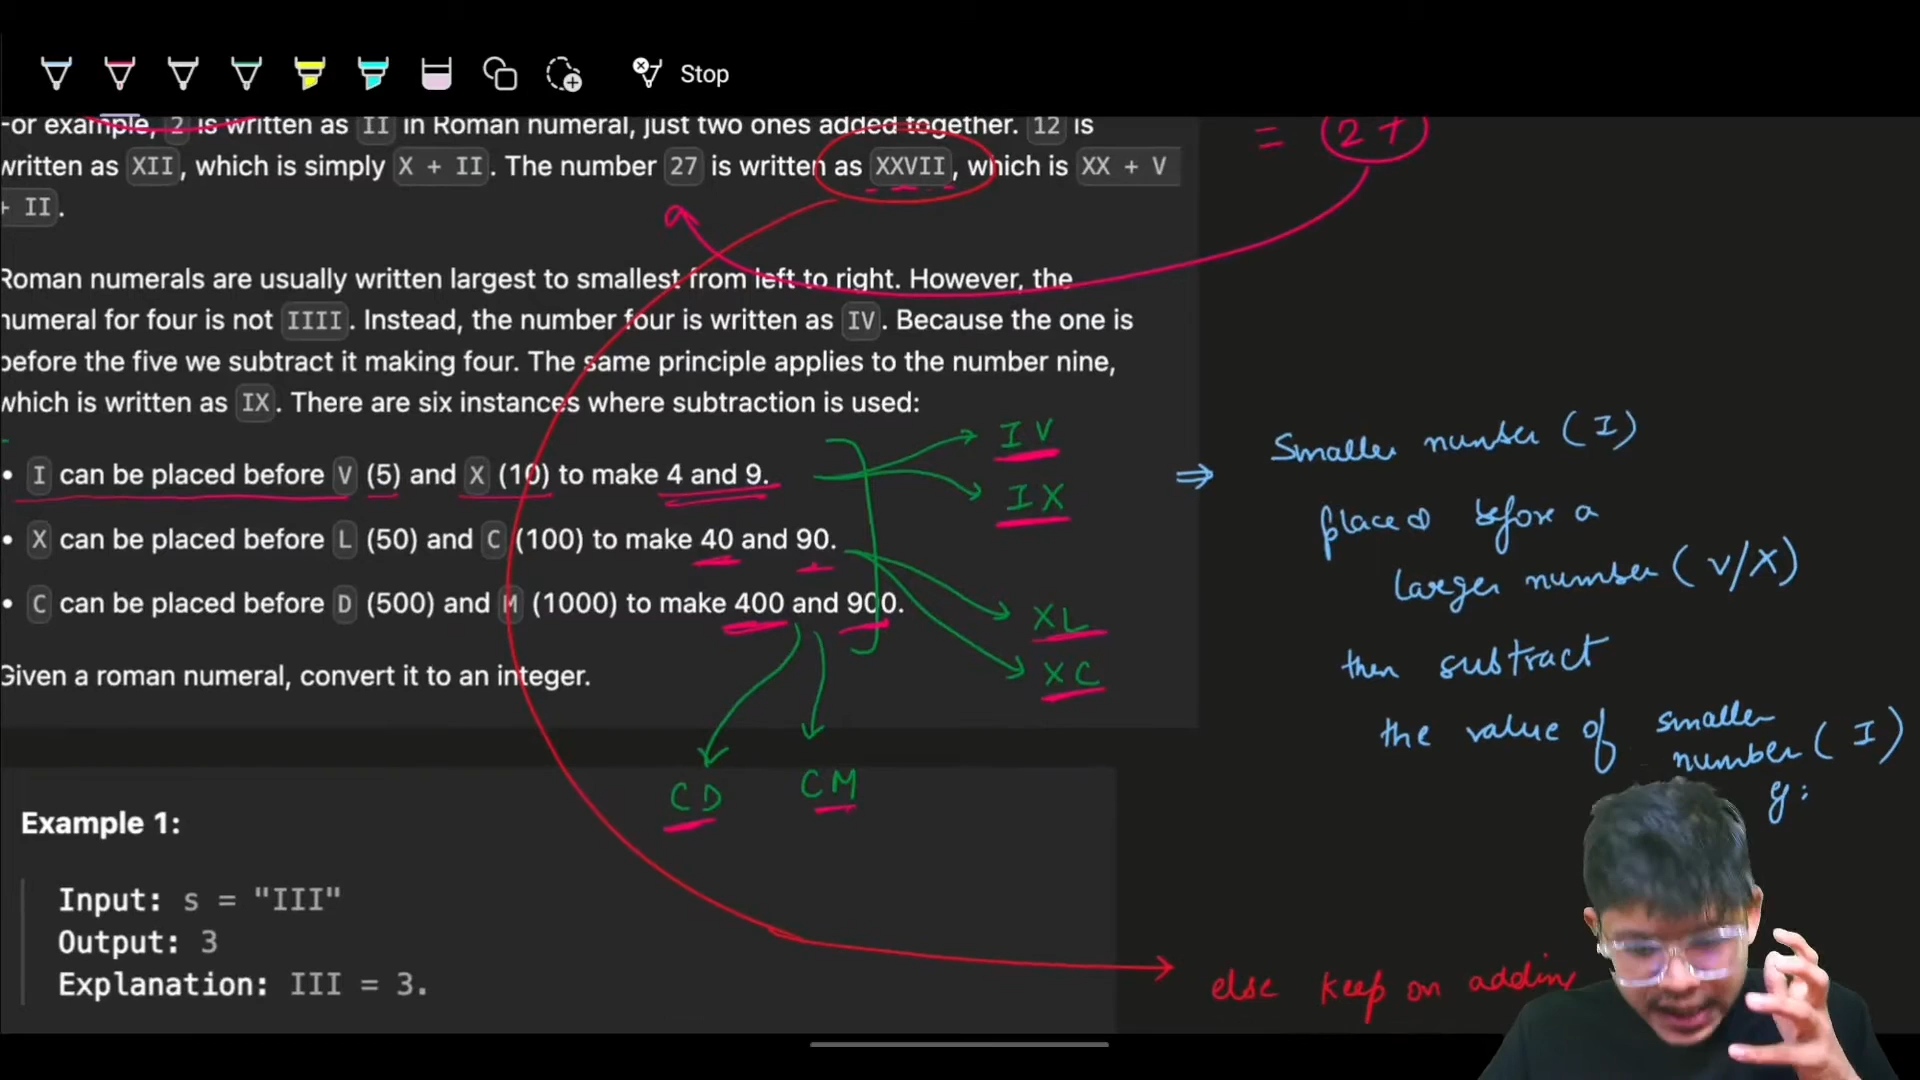 Stop
For example, 2 is written as II in Roman numeral, just two ones added together. 12 is
written as XII, which is simply X + II. The number 27 is written as XXVII, which is XX + V
+ II.
= 27
Roman numerals are usually written largest to smallest from left to right. However, the
numeral for four is not IIII. Instead, the number four is written as IV. Because the one is
before the five we subtract it making four. The same principle applies to the number nine,
which is written as IX. There are six instances where subtraction is used:
• I can be placed before V (5) and X (10) to make 4 and 9.
• X can be placed before L (50) and C (100) to make 40 and 90.
• C can be placed before D (500) and M (1000) to make 400 and 900.
Given a roman numeral, convert it to an integer.
IV
IX
XL
XC
CD CM
⇒ Smaller number (I)
placed before a
larger number (V/X)
then subtract
the value of smaller
number (I)
Example 1:
Input: s = "III"
Output: 3
Explanation: III = 3.
else keep on adding